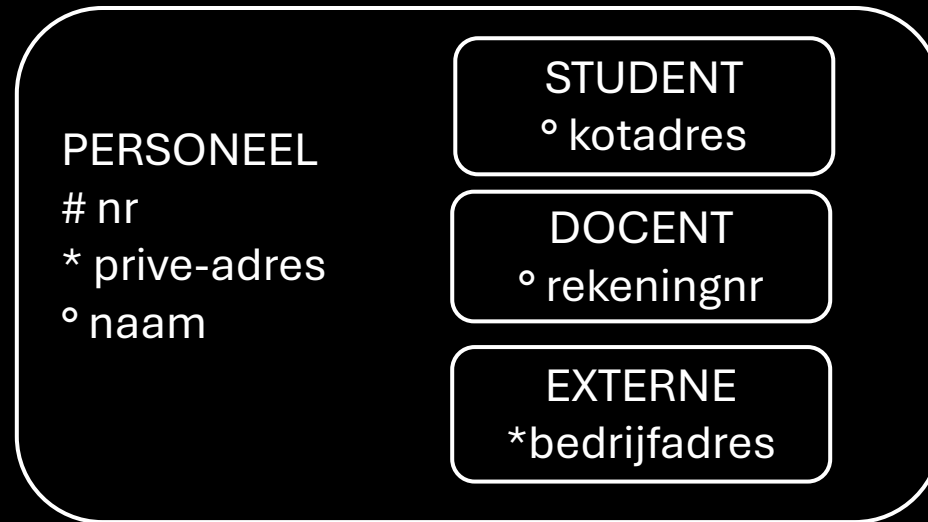 PERSONEEL
# nr
* prive-adres
° naam
STUDENT
° kotadres
DOCENT
° rekeningnr
EXTERNE
*bedrijfadres